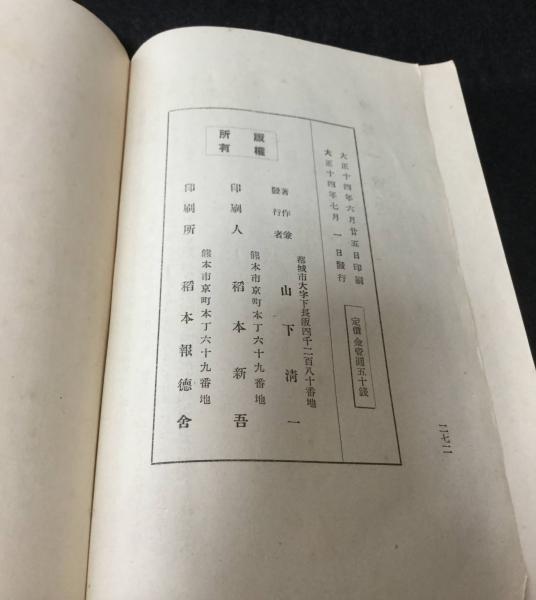 大正十四年六月廿五日印刷
大正十四年七月一日發行
定價金壹圓五十錢
版權
所有
著作兼
發行者
都城市大字下長飯四千二百八十番地
山下清一
熊本市京町本丁六十九番地
印刷人
稻本新吾
熊本市京町本丁六十九番地
印刷所
稻本報德舍
二七二